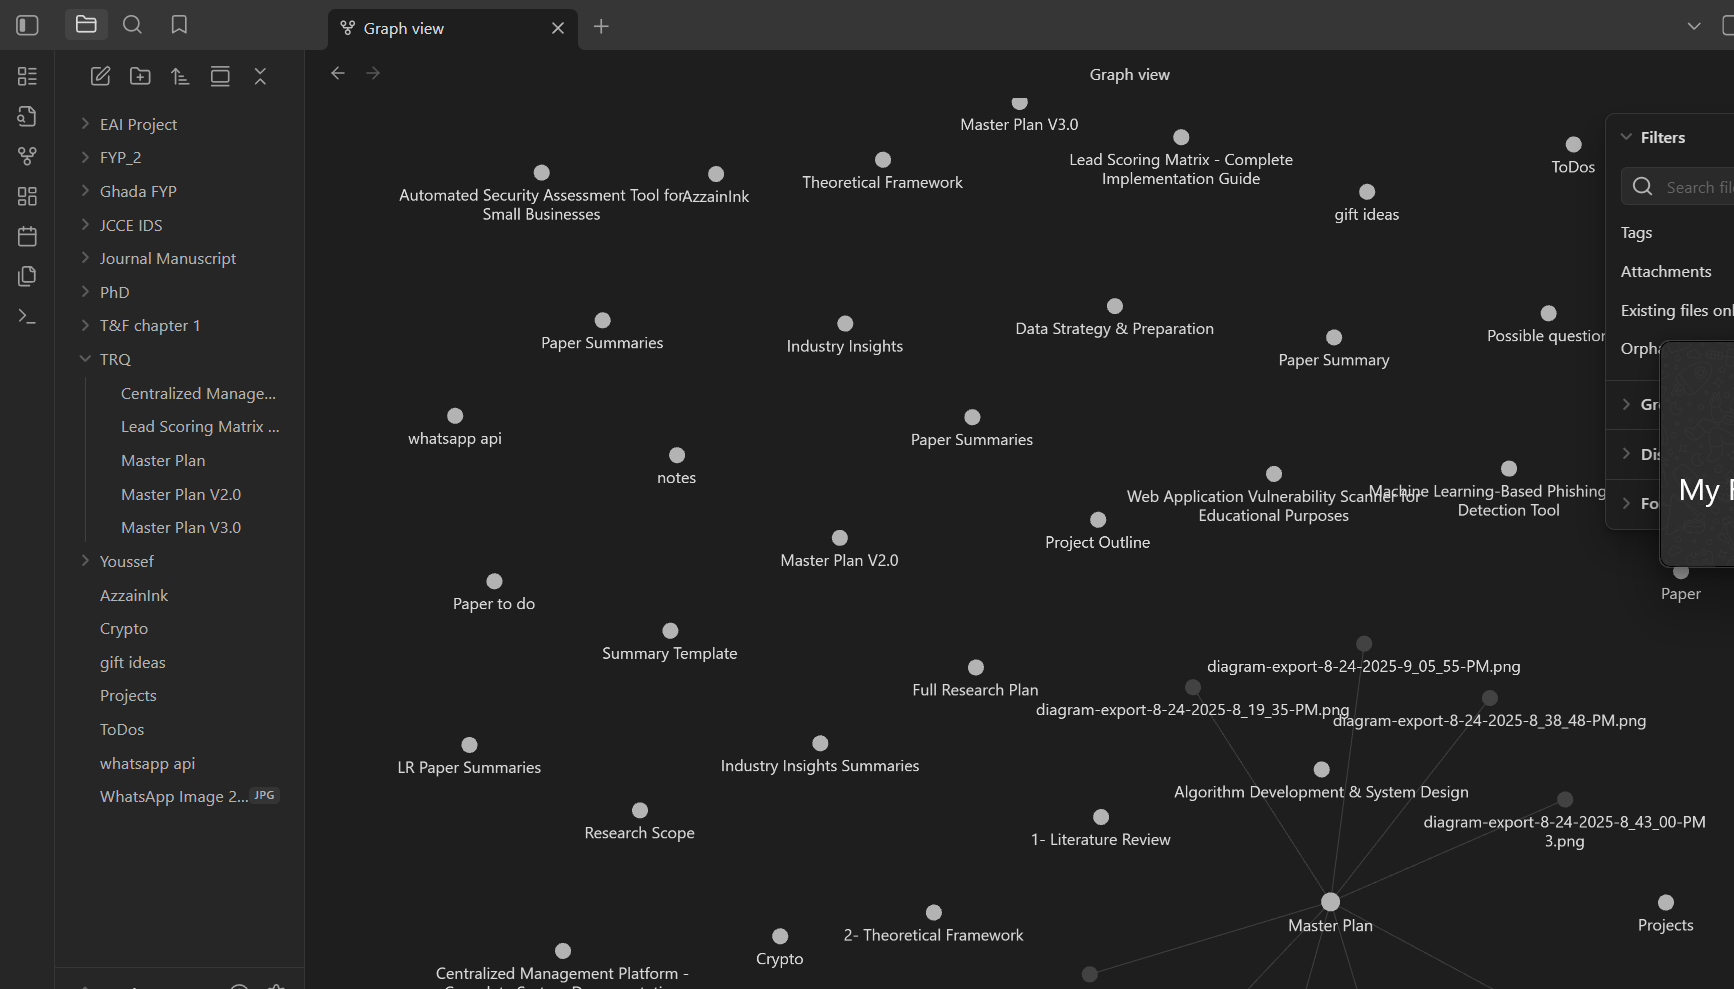 Graph view
Graph view
EAI Project
FYP_2
Ghada FYP
JCCE IDS
Journal Manuscript
PhD
T&F chapter 1
TRQ
Centralized Manage...
Lead Scoring Matrix ...
Master Plan
Master Plan V2.0
Master Plan V3.0
Youssef
AzzainInk
Crypto
gift ideas
Projects
ToDos
whatsapp api
WhatsApp Image 2... JPG
Master Plan V3.0
Lead Scoring Matrix - Complete
Implementation Guide
ToDos
Theoretical Framework
Automated Security Assessment Tool for
Small Businesses
AzzainInk
gift ideas
Paper Summaries
Industry Insights
Data Strategy & Preparation
Paper Summary
Possible question
whatsapp api
notes
Paper Summaries
Web Application Vulnerability Scanner for
Educational Purposes
Machine Learning-Based Phishing
Detection Tool
Project Outline
Master Plan V2.0
Paper to do
Paper
Summary Template
Full Research Plan
diagram-export-8-24-2025-9_05_55-PM.png
diagram-export-8-24-2025-8_19_35-PM.png
diagram-export-8-24-2025-8_38_48-PM.png
LR Paper Summaries
Industry Insights Summaries
Algorithm Development & System Design
diagram-export-8-24-2025-8_43_00-PM
3.png
Research Scope
1- Literature Review
Master Plan
Projects
2- Theoretical Framework
Crypto
Centralized Management Platform -
Filters
Search
Tags
Attachments
Existing files
My